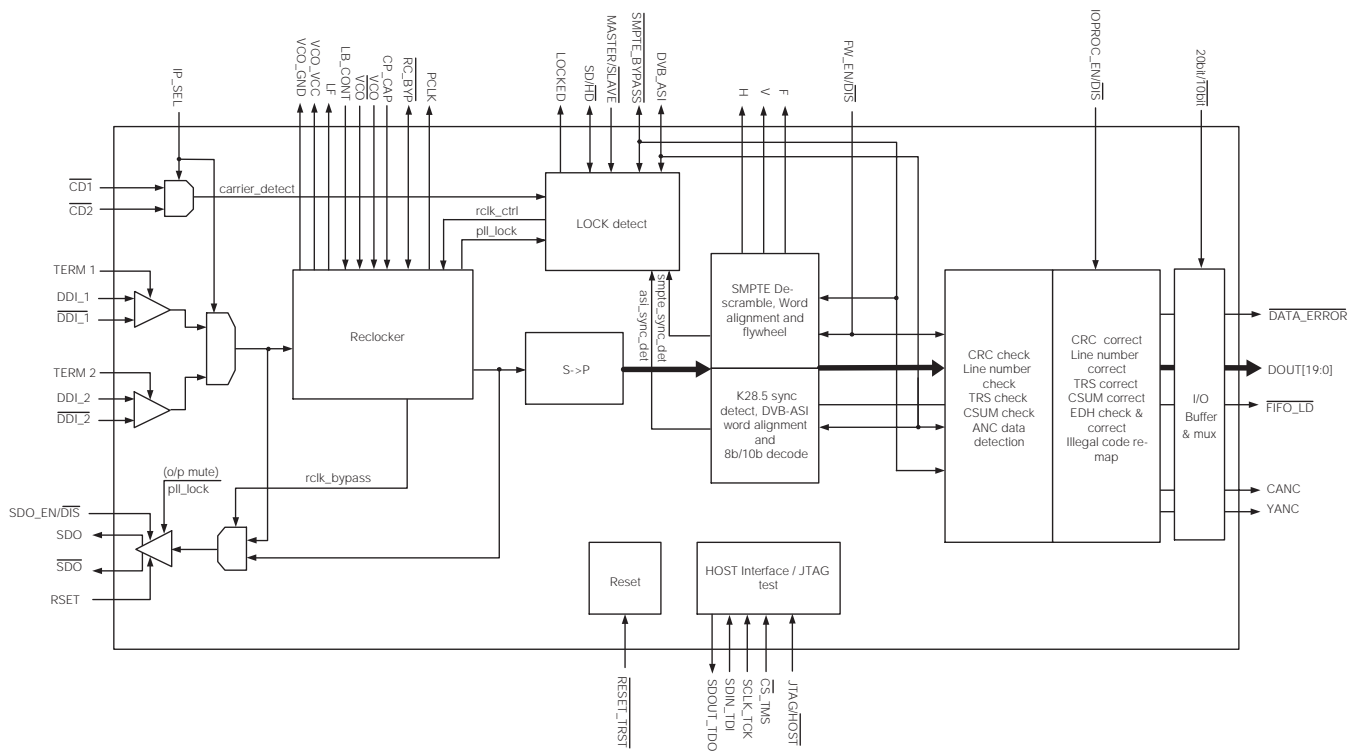 IP_SEL
VCO_GND
VCO_VCC
LF
LB_CONT
VCO
VCO
CP_CAP
RC_BYP
PCLK
LOCKED
SD/HD
MASTER/SLAVE
SMPTE_BYPASS
DVB_ASI
H
V
F
FW_EN/DIS
IOPROC_EN/DIS
20bit/10bit
CD1
CD2
carrier_detect
rclk_ctrl
pll_lock
LOCK detect
TERM 1
DDI_1
DDI_1
TERM 2
DDI_2
DDI_2
Reclocker
S->P
asi_sync_det
smpte_sync_det
SMPTE De-
scramble, Word
alignment and
flywheel
K28.5 sync
detect, DVB-ASI
word alignment
and
8b/10b decode
CRC check
Line number
check
TRS check
CSUM check
ANC data
detection
CRC correct
Line number
correct
TRS correct
CSUM correct
EDH check &
correct
Illegal code re-
map
I/O
Buffer
& mux
DATA_ERROR
DOUT[19:0]
FIFO_LD
CANC
YANC
(o/p mute)
pll_lock
rclk_bypass
SDO_EN/DIS
SDO
SDO
RSET
Reset
HOST Interface / JTAG
test
RESET_TRST
SDOUT_TDO
SDIN_TDI
SCLK_TCK
CS_TMS
JTAG/HOST